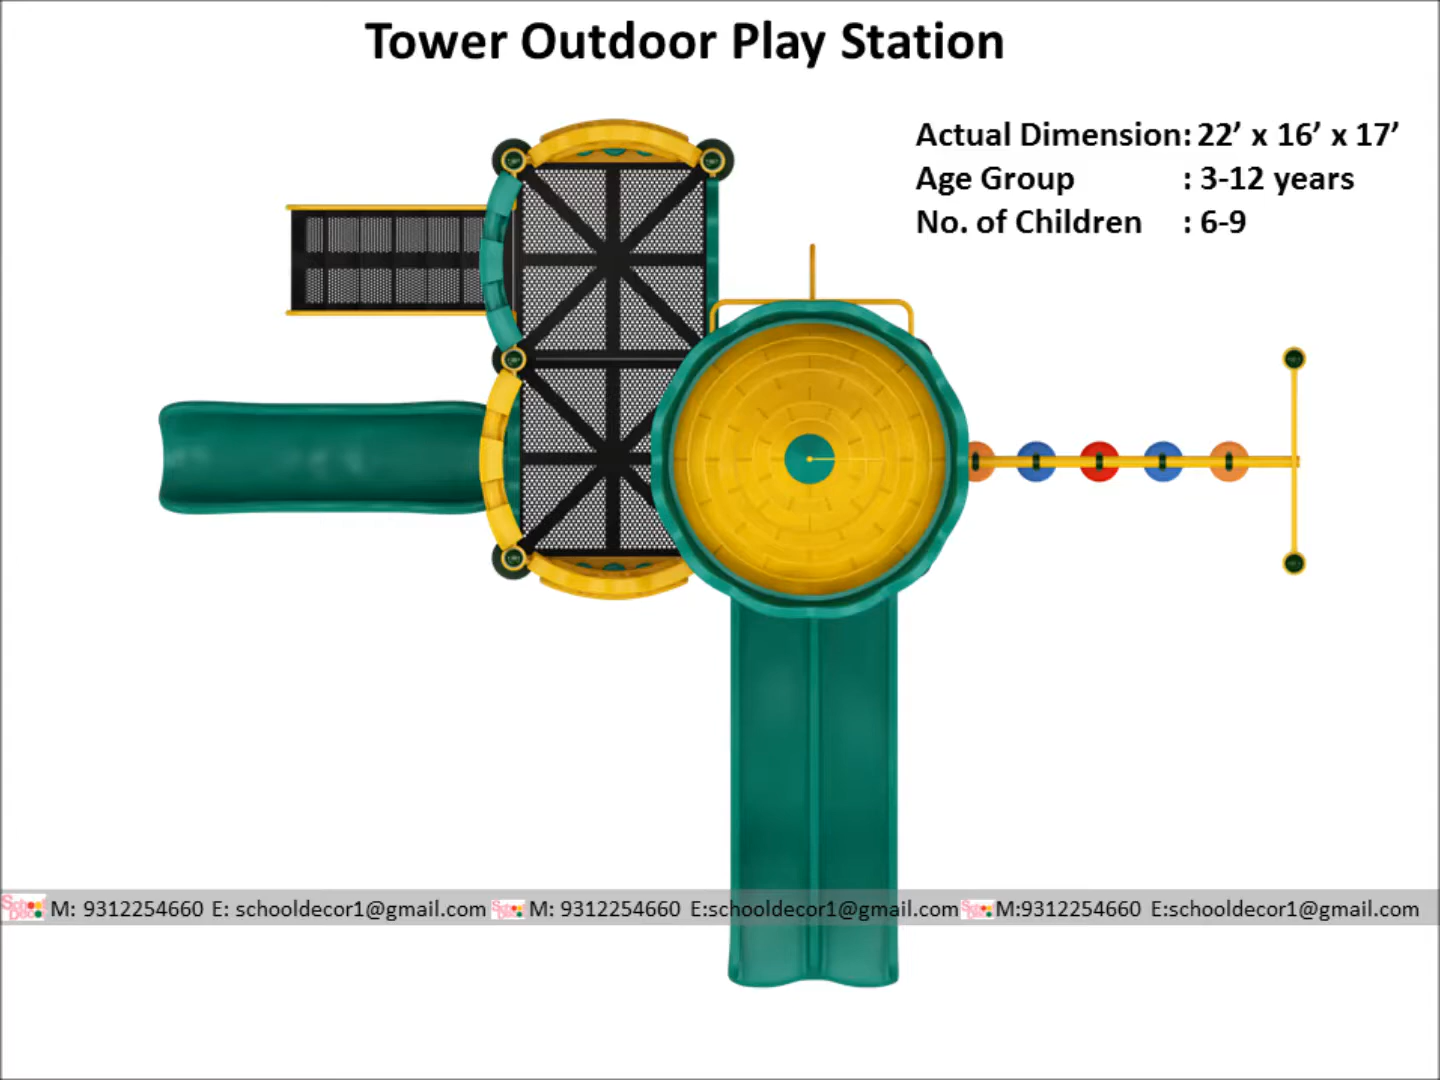 Tower Outdoor Play Station
Actual Dimension: 22’ x 16’ x 17’
Age Group : 3-12 years
No. of Children : 6-9
M: 9312254660 E: schooldecor1@gmail.com M: 9312254660 E:schooldecor1@gmail.com M:9312254660 E:schooldecor1@gmail.com